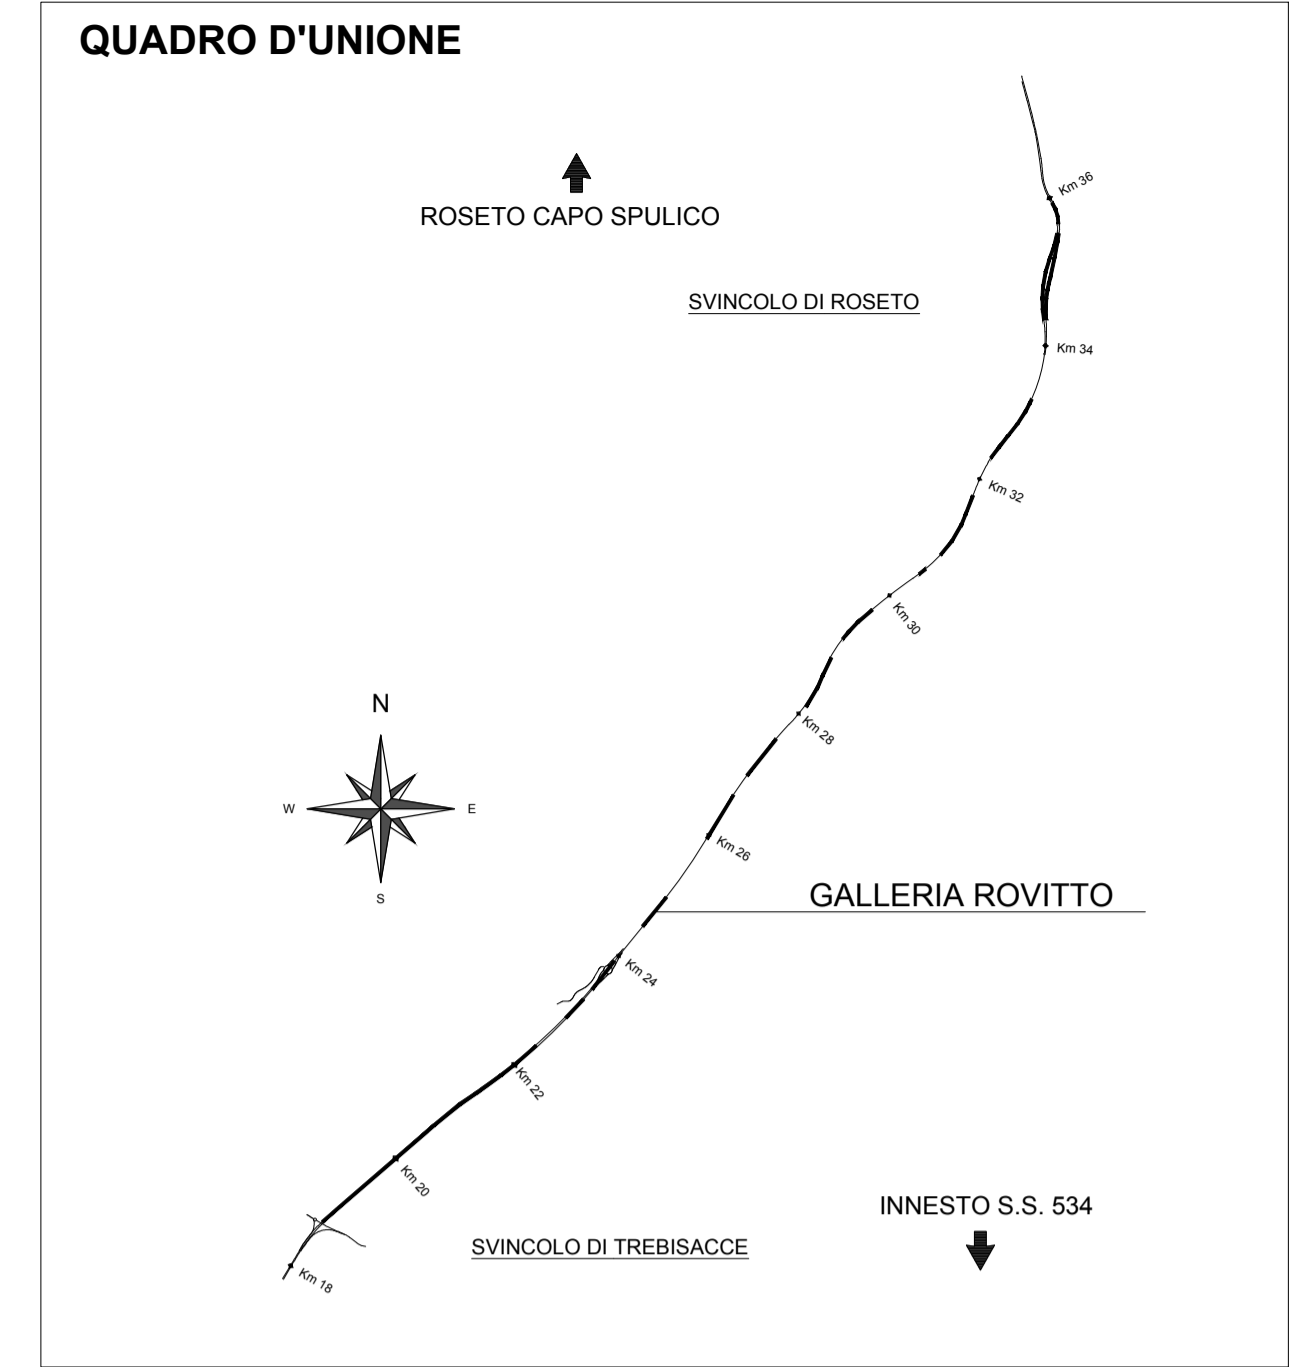 QUADRO D'UNIONE
Km 36
ROSETO CAPO SPULICO
SVINCOLO DI ROSETO
Km 34
Km 32
Km 30
N
Km 28
W
E
Km 26
GALLERIA ROVITTO
S
Km 24
Km 22
Km 20
INNESTO S.S. 534
SVINCOLO DI TREBISACCE
Km 18